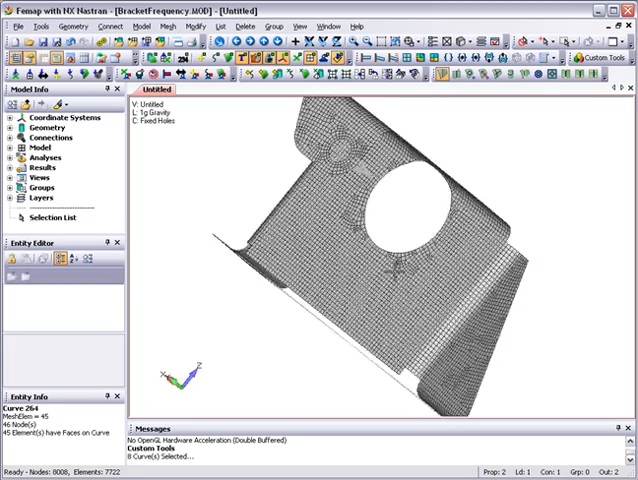 Femap with NX Nastran - [BracketFrequency.MOD] - [Untitled]
File Tools Geometry Connect Model Mesh Modify List Delete Group View Window Help
Custom Tools
Model Info
Untitled
Coordinate Systems
Geometry
Connections
Model
Analyses
Results
Views
Groups
Layers
Selection List
V: Untitled
L: 1g Gravity
C: Fixed Holes
Entity Editor
X
Z
Entity Info
Curve 264
MeshElem = 45
46 Node(s)
45 Element(s) have Faces on Curve
Messages
No OpenGL Hardware Acceleration (Double Buffered)
Custom Tools
8 Curve(s) Selected...
Ready - Nodes: 8008, Elements: 7722
Prop: 2 Ld: 1 Con: 1 Grp: 0 Out: 2